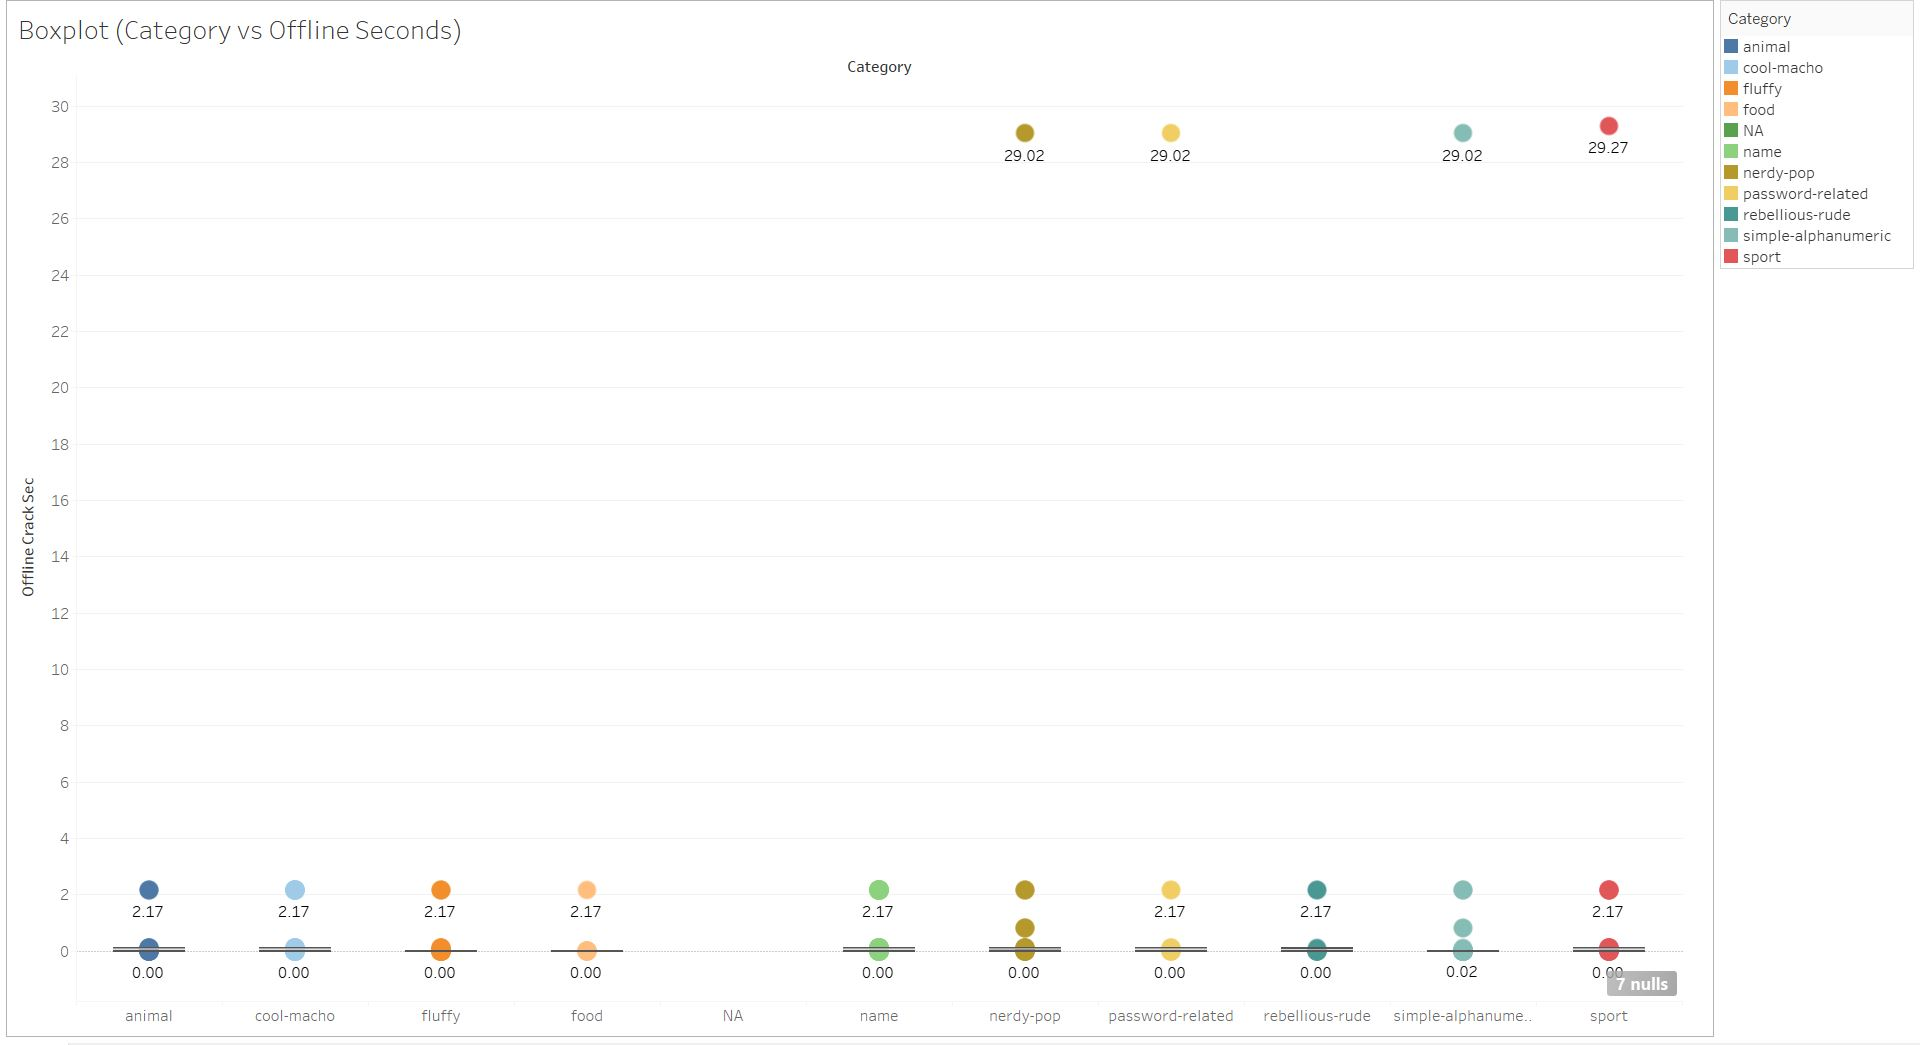 Boxplot (Category vs Offline Seconds)
Category
30
28
26
24
22
20
18
16
14
12
10
8
6
4
2
0
Offline Crack Sec
29.02
29.02
29.02
29.27
2.17
2.17
2.17
2.17
2.17
2.17
2.17
2.17
0.00
0.00
0.00
0.00
0.00
0.00
0.00
0.00
0.02
0.00
7 nulls
animal
cool-macho
fluffy
food
NA
name
nerdy-pop
password-related
rebellious-rude
simple-alphanume..
sport
Category
animal
cool-macho
fluffy
food
NA
name
nerdy-pop
password-related
rebellious-rude
simple-alphanumeric
sport